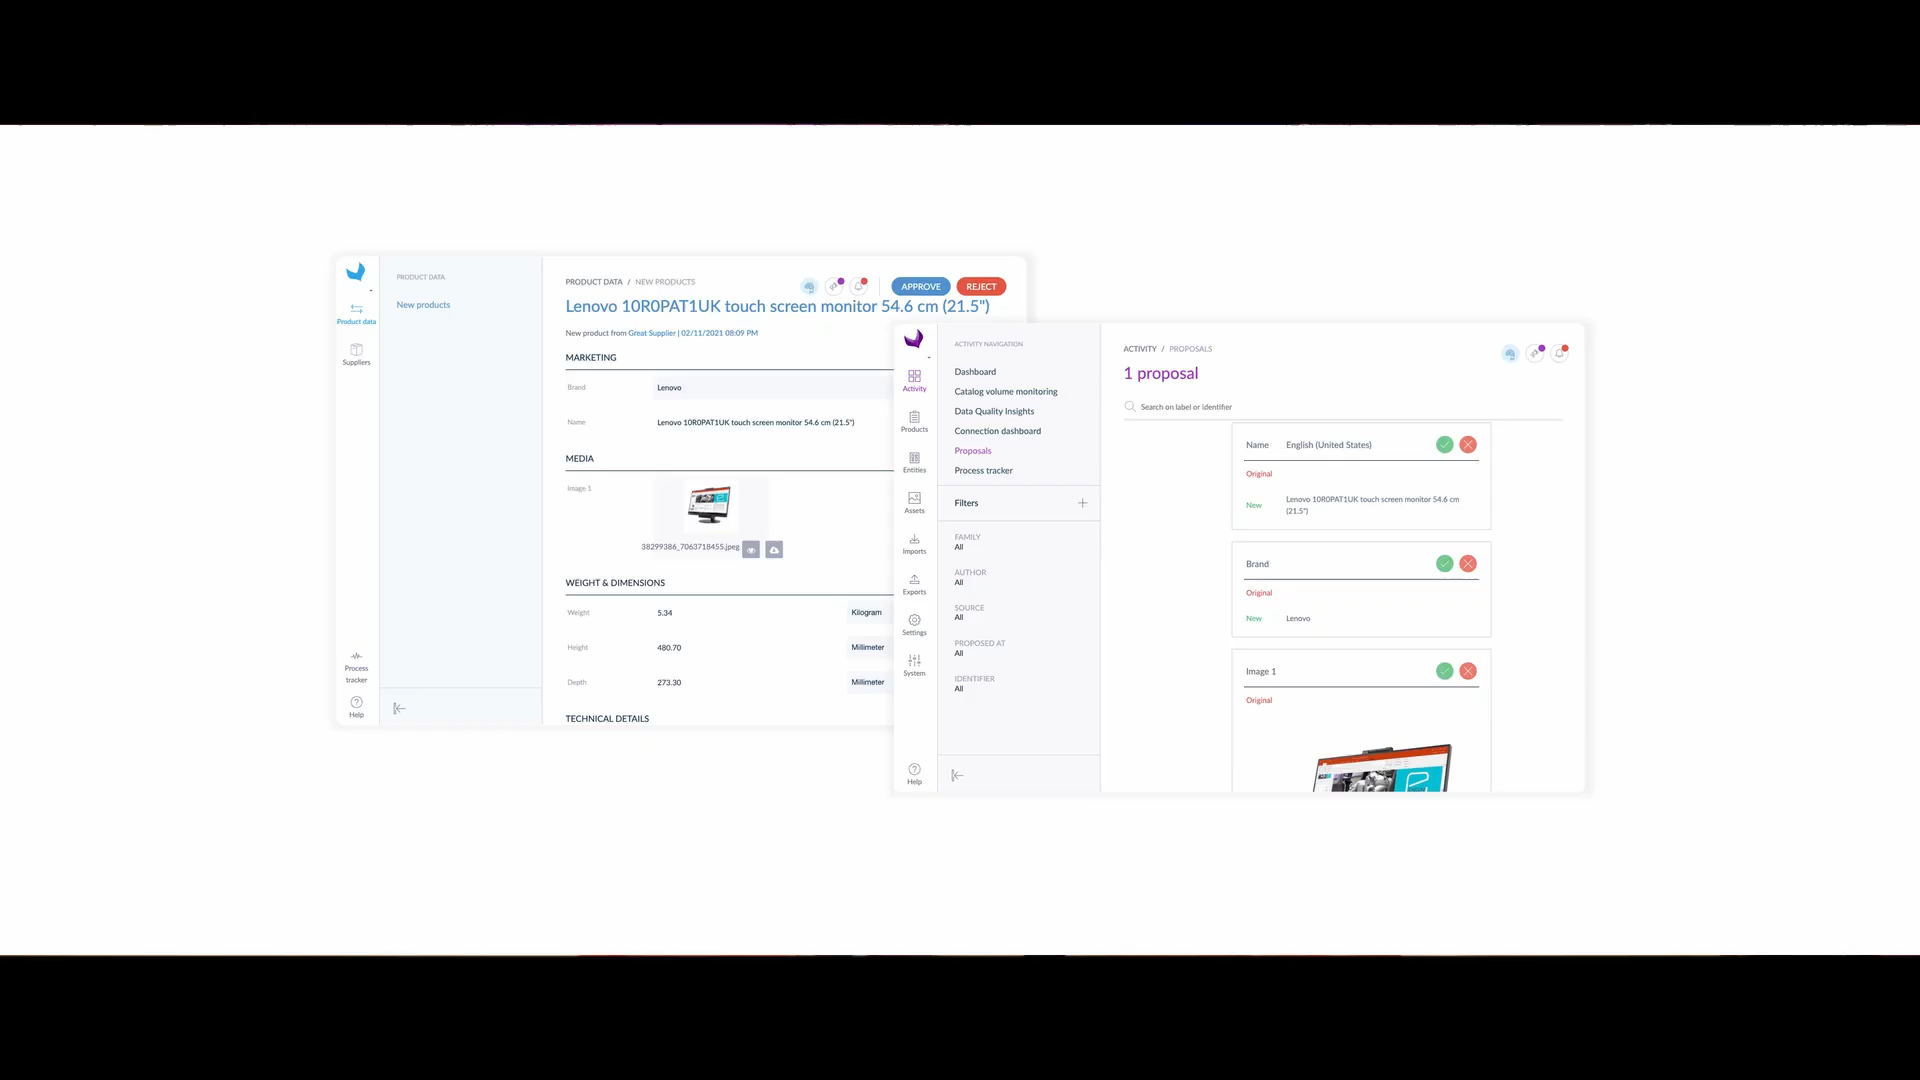 PRODUCT DATA
New products
Product data
Suppliers
Process
tracker
Help
PRODUCT DATA / NEW PRODUCTS
APPROVE
REJECT
Lenovo 10R0PAT1UK touch screen monitor 54.6 cm (21.5")
New product from Great Supplier | 02/11/2021 08:09 PM
MARKETING
Brand Lenovo
Name Lenovo 10R0PAT1UK touch screen monitor 54.6 cm (21.5")
MEDIA
Image 1
38299386_7063718455.jpeg
WEIGHT & DIMENSIONS
Weight 5.34 Kilogram
Height 480.70 Millimeter
Depth 273.30 Millimeter
TECHNICAL DETAILS
Activity
Products
Entities
Assets
Imports
Exports
Settings
System
Help
ACTIVITY NAVIGATION
Dashboard
Catalog volume monitoring
Data Quality Insights
Connection dashboard
Proposals
Process tracker
Filters
FAMILY
All
AUTHOR
All
SOURCE
All
PROPOSED AT
All
IDENTIFIER
All
ACTIVITY / PROPOSALS
1 proposal
Search on label or identifier
Name English (United States)
Original
New Lenovo 10R0PAT1UK touch screen monitor 54.6 cm
(21.5")
Brand
Original
New Lenovo
Image 1
Original